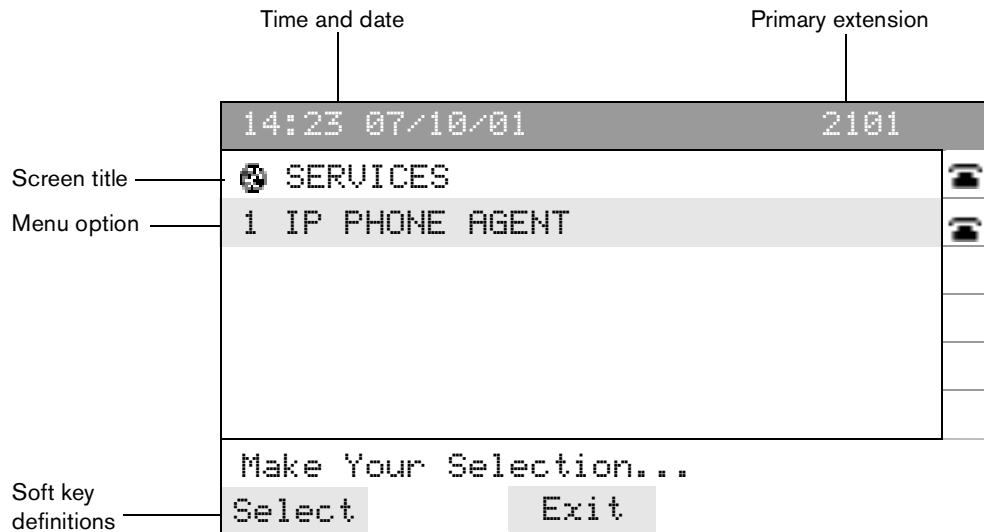 Time and date
Primary extension
14:23 07/10/01 2101
Screen title
SERVICES
Menu option
1 IP PHONE AGENT
Make Your Selection...
Soft key
definitions
Select Exit